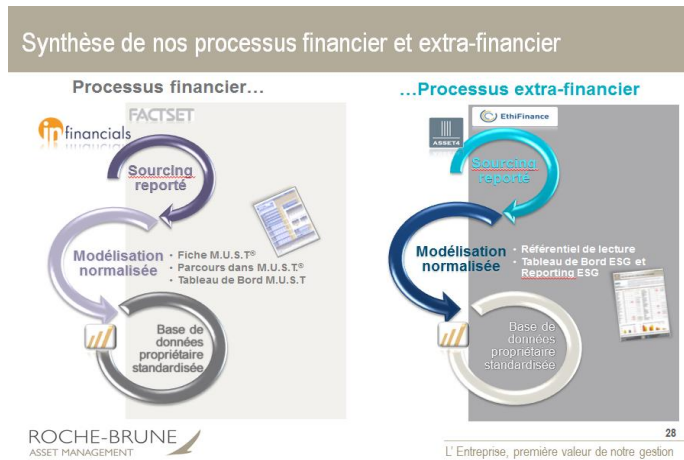 Synthèse de nos processus financier et extra-financier
Processus financier…
FACTSET
infinancials
Sourcing
reporté
Modélisation
normalisée
• Fiche M.U.S.T®
• Parcours dans M.U.S.T.®
• Tableau de Bord M.U.S.T
Base de
données
propriétaire
standardisée
…Processus extra-financier
EthiFinance
ASSET4
Sourcing
reporté
Modélisation
normalisée
• Référentiel de lecture
• Tableau de Bord ESG et
Reporting ESG
Base de
données
propriétaire
standardisée
ROCHE-BRUNE
ASSET MANAGEMENT
28
L' Entreprise, première valeur de notre gestion